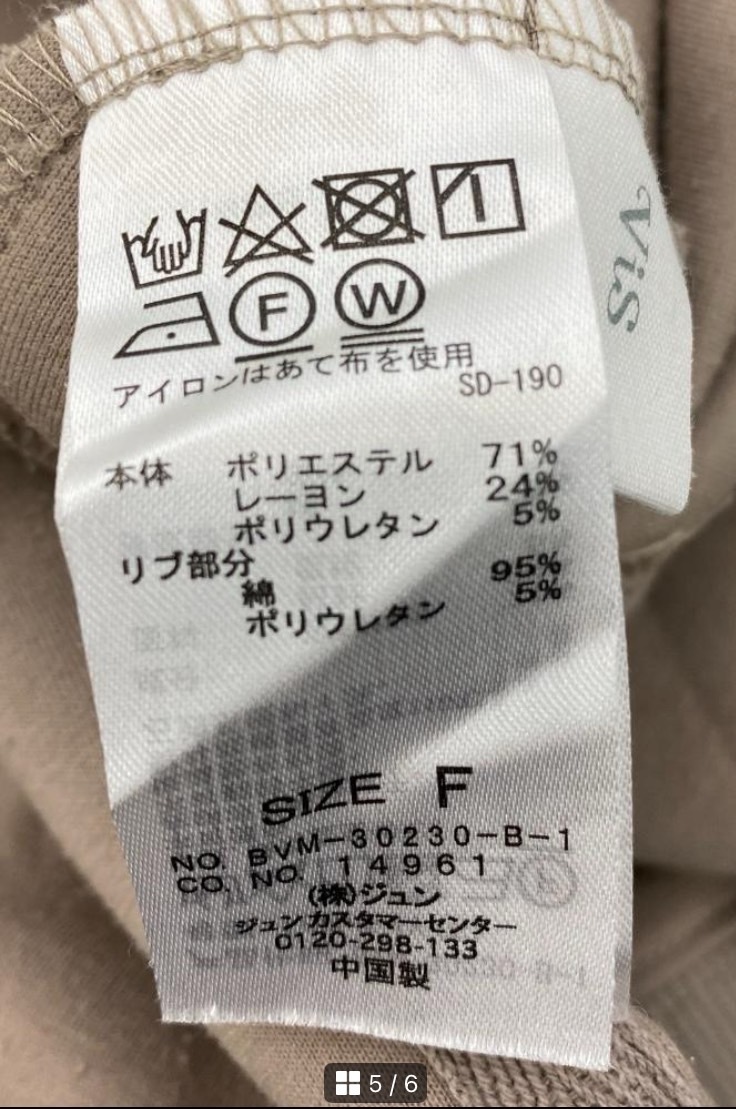 F W
アイロンはあて布を使用
SD-190
本体 ポリエステル 71%
レーヨン 24%
ポリウレタン 5%
リブ部分
綿 95%
ポリウレタン 5%
SIZE F
NO. BVM-30230-B-1
CO. NO. 14961
(株)ジュン
ジュンカスタマーセンター
0120-298-133
中国製
ViS
5/6